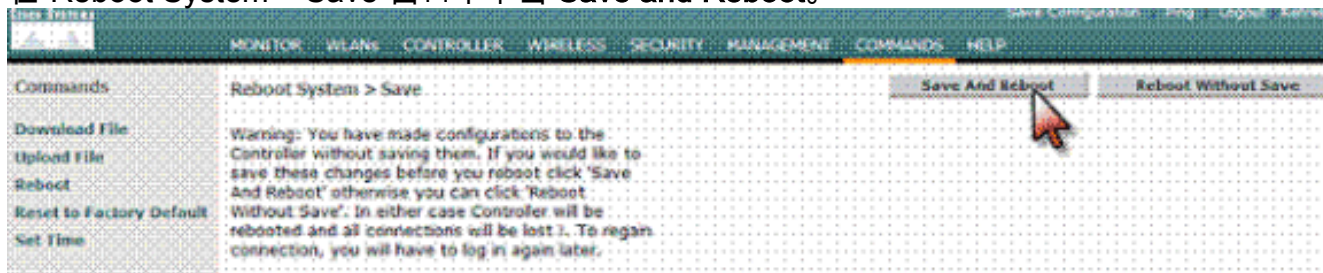 Save Configuration Ping Logout
MONITOR WLANs CONTROLLER WIRELESS SECURITY MANAGEMENT COMMANDS HELP
Commands
Reboot System > Save
Save And Reboot
Reboot Without Save
Download File
Upload File
Reboot
Reset to Factory Default
Set Time
Warning: You have made configurations to the
Controller without saving them. If you would like to
save these changes before you reboot click 'Save
And Reboot' otherwise you can click 'Reboot
Without Save'. In either case Controller will be
rebooted and all connections will be lost !. To regain
connection, you will have to log in again later.